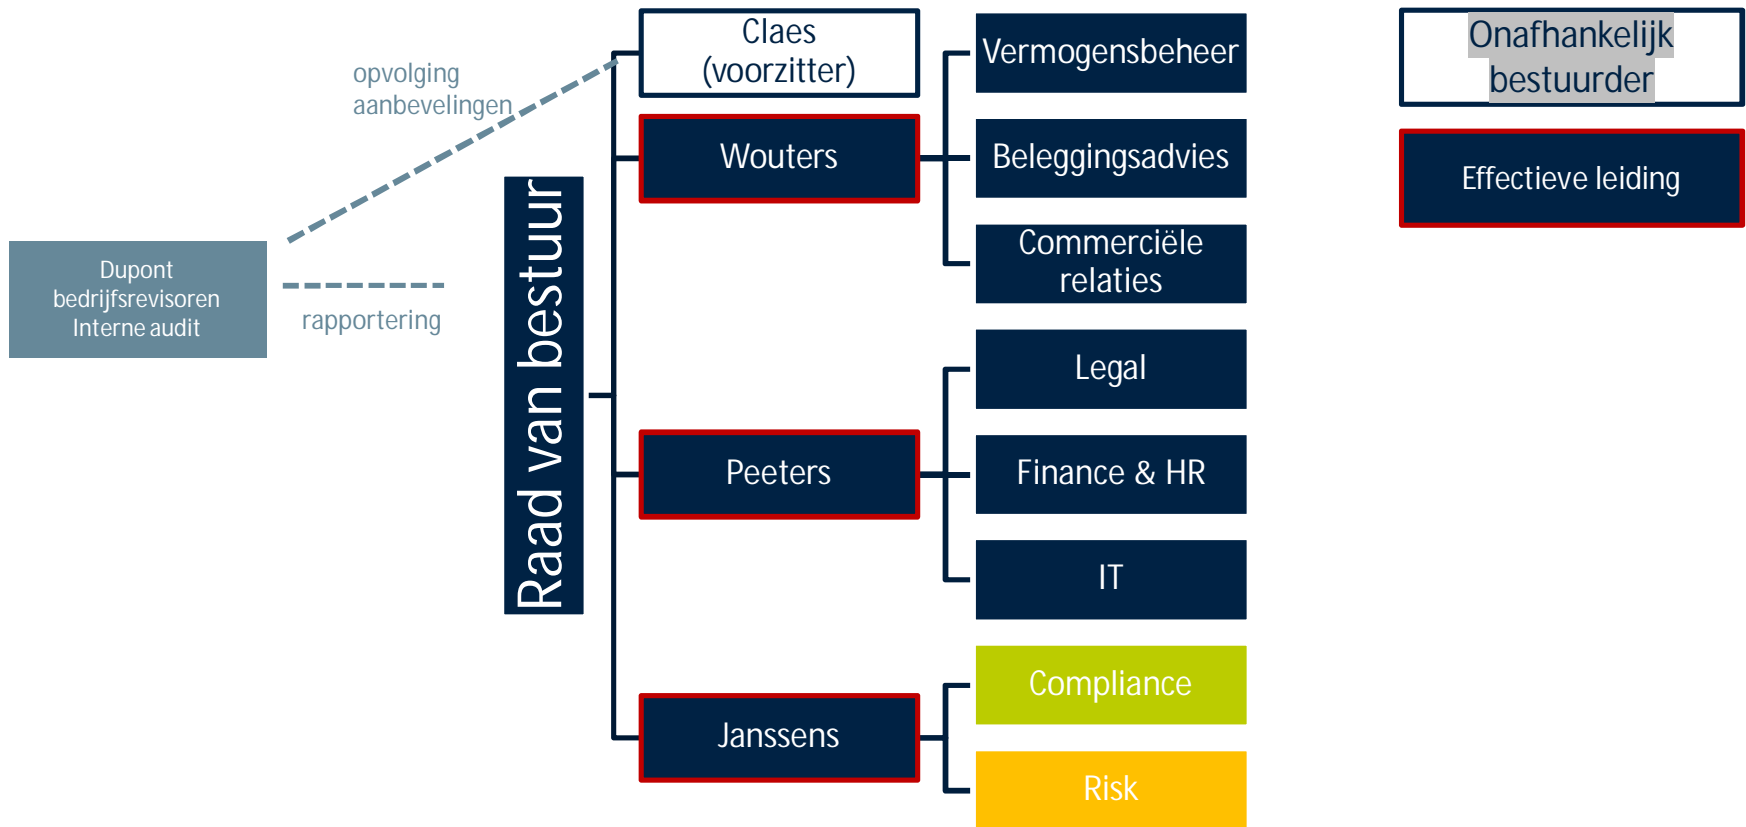 opvolging
aanbevelingen
Dupont
bedrijfsrevisoren
Interne audit
rapportering
Raad van bestuur
Claes
(voorzitter)
Wouters
Peeters
Janssens
Vermogensbeheer
Beleggingsadvies
Commerciële
relaties
Legal
Finance & HR
IT
Compliance
Risk
Onafhankelijk
bestuurder
Effectieve leiding